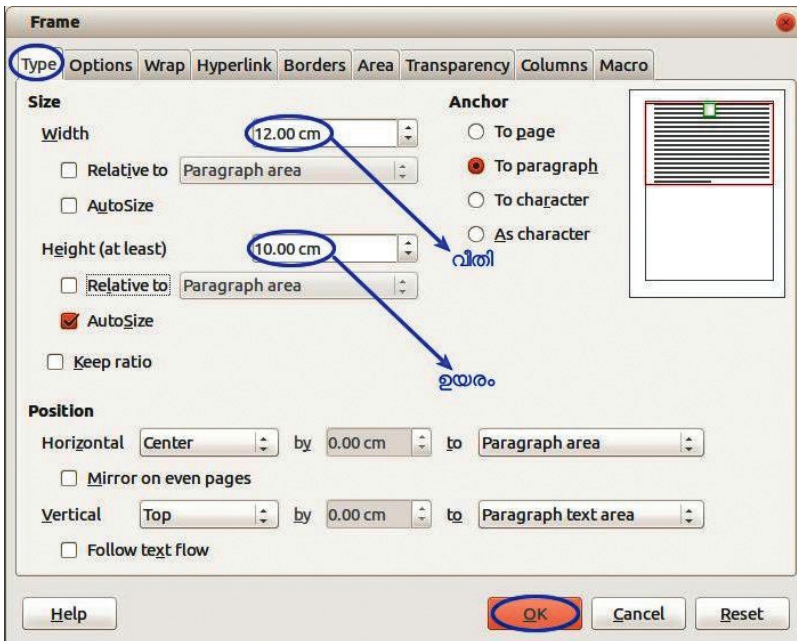 Frame
Type Options Wrap Hyperlink Borders Area Transparency Columns Macro
Size
Width 12.00 cm
Relative to Paragraph area
AutoSize
Height (at least) 10.00 cm
Relative to Paragraph area
AutoSize
Keep ratio
Anchor
To page
To paragraph
To character
As character
വീതി
ഉയരം
Position
Horizontal Center by 0.00 cm to Paragraph area
Mirror on even pages
Vertical Top by 0.00 cm to Paragraph text area
Follow text flow
Help OK Cancel Reset